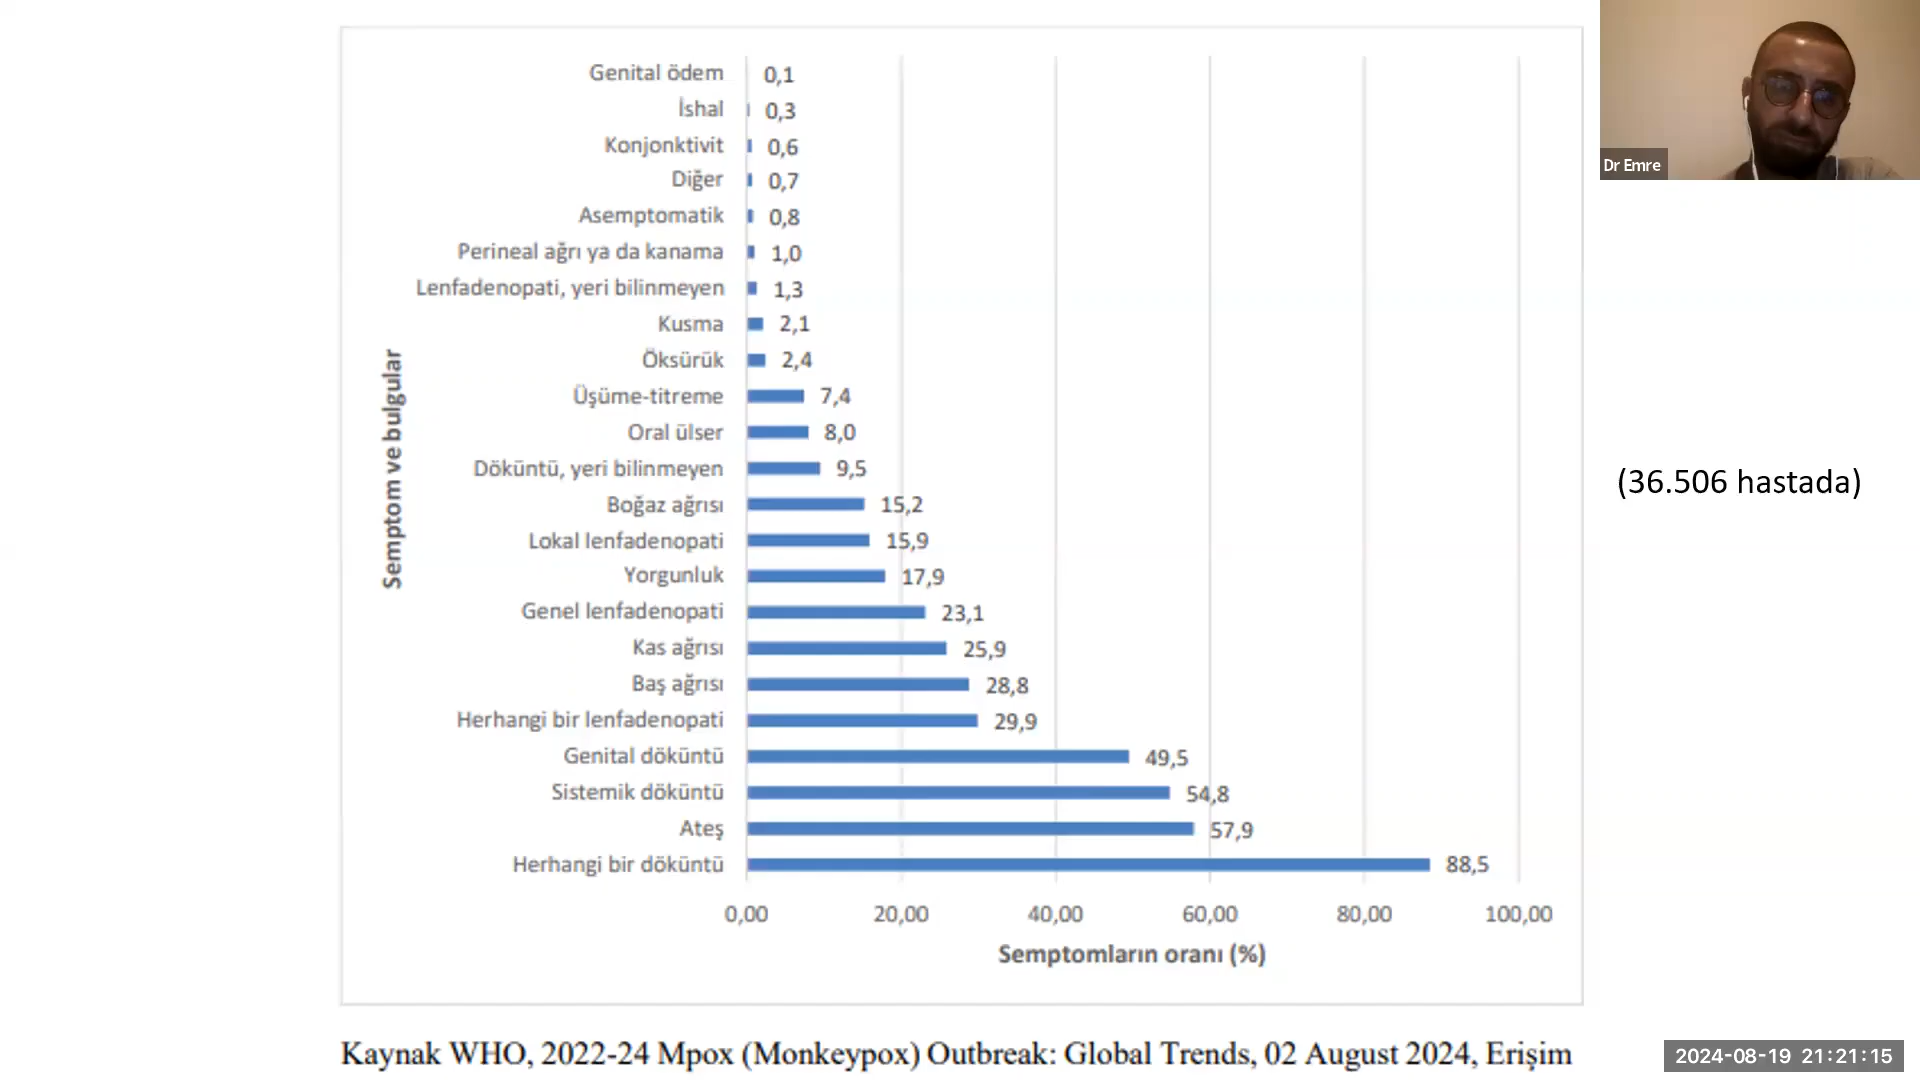 Genital ödem 0,1
İshal 0,3
Konjonktivit 0,6
Diğer 0,7
Asemptomatik 0,8
Perineal ağrı ya da kanama 1,0
Lenfadenopati, yeri bilinmeyen 1,3
Kusma 2,1
Öksürük 2,4
Üşüme-titreme 7,4
Oral ülser 8,0
Döküntü, yeri bilinmeyen 9,5
Boğaz ağrısı 15,2
Lokal lenfadenopati 15,9
Yorgunluk 17,9
Genel lenfadenopati 23,1
Kas ağrısı 25,9
Baş ağrısı 28,8
Herhangi bir lenfadenopati 29,9
Genital döküntü 49,5
Sistemik döküntü 54,8
Ateş 57,9
Herhangi bir döküntü 88,5
Semptom ve bulgular
0,00 20,00 40,00 60,00 80,00 100,00
Semptomların oranı (%)
Dr Emre
(36.506 hastada)
Kaynak WHO, 2022-24 Mpox (Monkeypox) Outbreak: Global Trends, 02 August 2024, Erişim
2024-08-19 21:21:15